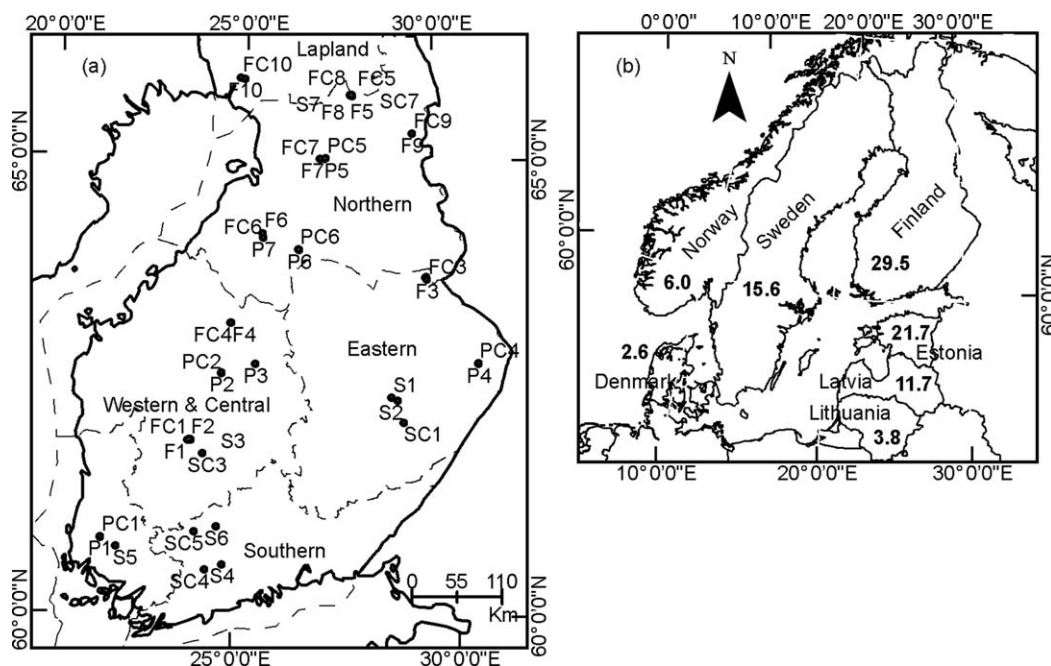 20° 0'0"E 25° 0'0"E 30° 0'0"E
(a)
Lapland
FC10
F10
FC8 FC5
S7 SC7
F8 F5
FC9
F9
65° 0'0"N
65° 0'0"N
FC7 PC5
F7 P5
Northern
FC6 F6
P7
PC6
P6
FC3
F3
FC4 F4
PC2
P2
P3
Eastern
PC4
P4
S1
S2
SC1
Western & Central
FC1 F2
F1
S3
SC3
PC1
P1
S5
SC5 S6
Southern
SC4 S4
0 55 110
Km
60° 0'0"N
60° 0'0"N
25° 0'0"E 30° 0'0"E
0°0'0" 10°0'0"E 20°0'0"E 30°0'0"E
(b)
N
60° 0'0"N
60°0'0"N
Norway
Sweden
Finland
6.0
15.6
29.5
21.7
Estonia
2.6
Denmark
Latvia
11.7
Lithuania
3.8
10°0'0"E 20°0'0"E 30°0'0"E